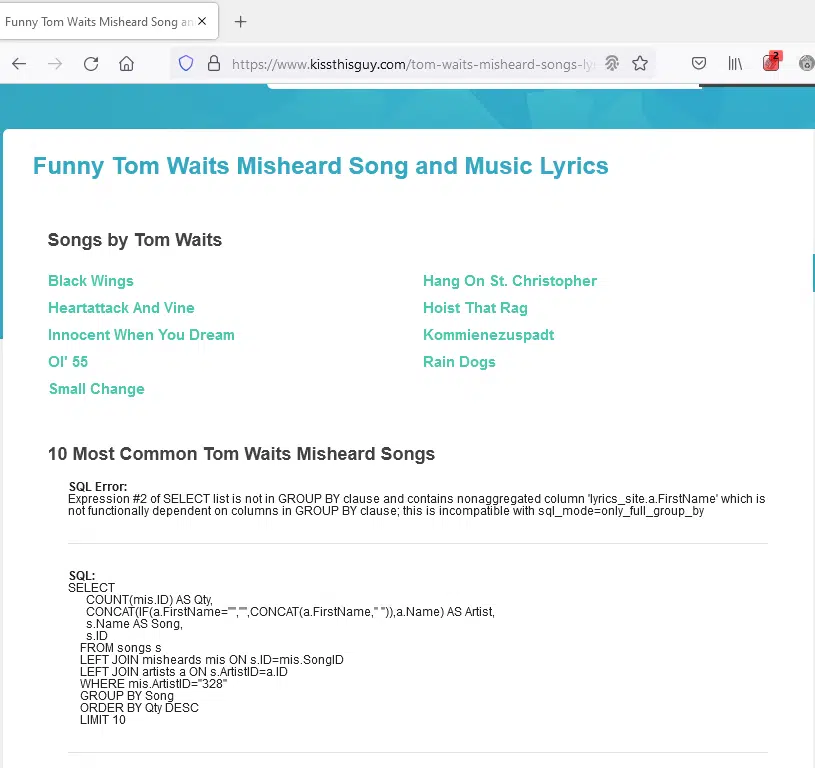 Funny Tom Waits Misheard Song an
https://www.kissthisguy.com/tom-waits-misheard-songs-ly
2
Funny Tom Waits Misheard Song and Music Lyrics
Songs by Tom Waits
Black Wings
Hang On St. Christopher
Heartattack And Vine
Hoist That Rag
Innocent When You Dream
Kommienezuspadt
Ol' 55
Rain Dogs
Small Change
10 Most Common Tom Waits Misheard Songs
SQL Error:
Expression #2 of SELECT list is not in GROUP BY clause and contains nonaggregated column 'lyrics_site.a.FirstName' which is
not functionally dependent on columns in GROUP BY clause; this is incompatible with sql_mode=only_full_group_by
SQL:
SELECT
COUNT(mis.ID) AS Qty,
CONCAT(IF(a.FirstName="","",CONCAT(a.FirstName," ")),a.Name) AS Artist,
s.Name AS Song,
s.ID
FROM songs s
LEFT JOIN misheards mis ON s.ID=mis.SongID
LEFT JOIN artists a ON s.ArtistID=a.ID
WHERE mis.ArtistID="328"
GROUP BY Song
ORDER BY Qty DESC
LIMIT 10